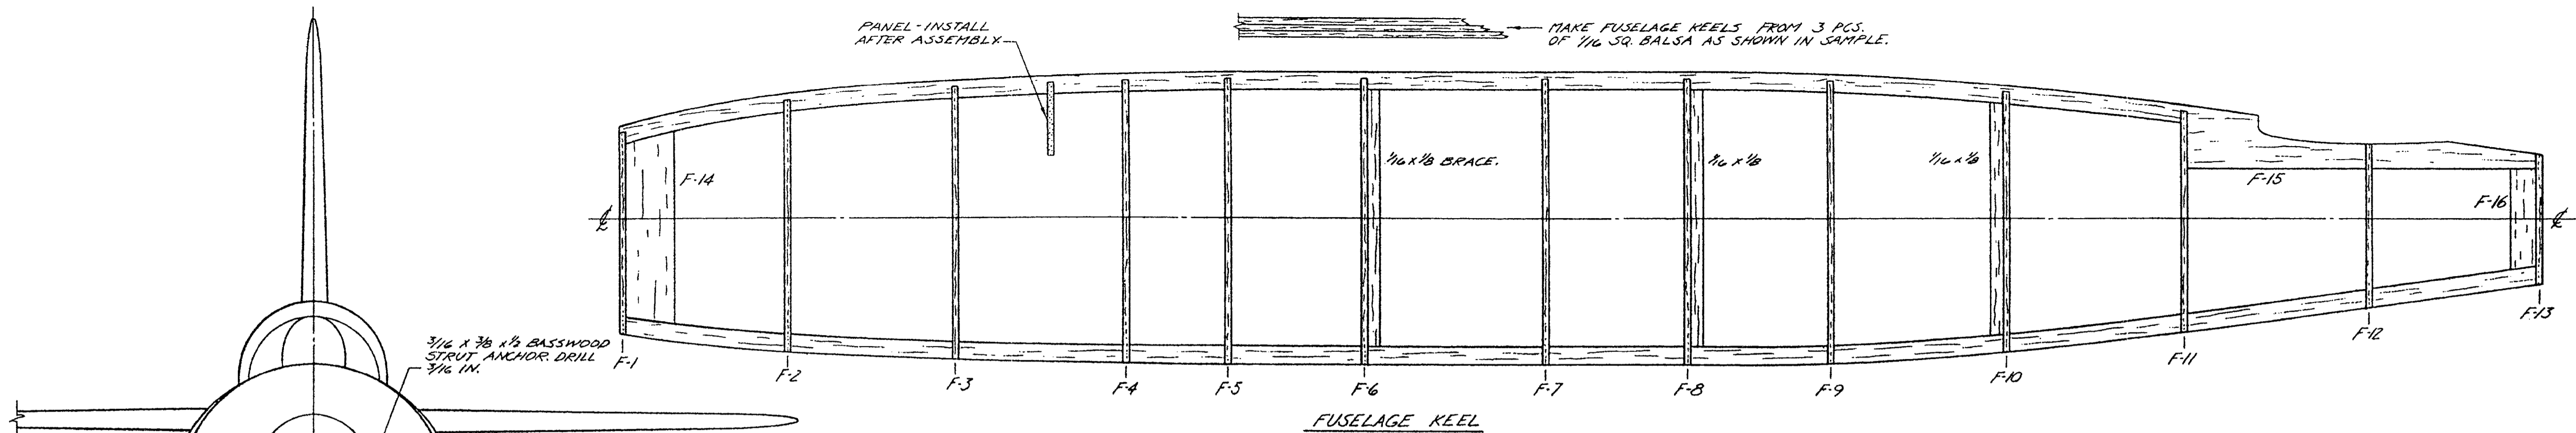 PANEL-INSTALL
AFTER ASSEMBLY
MAKE FUSELAGE KEELS FROM 3 PCS.
OF 1/16 SQ. BALSA AS SHOWN IN SAMPLE.
1/16 x 1/8 BRACE.
1/16 x 1/8
1/16 x 1/8
F-14
F-15
F-16
℄
℄
3/16 x 3/8 x 1/2 BASSWOOD
STRUT ANCHOR. DRILL
3/16 IN.
F-1
F-2
F-3
F-4
F-5
F-6
F-7
F-8
F-9
F-10
F-11
F-12
F-13
FUSELAGE KEEL